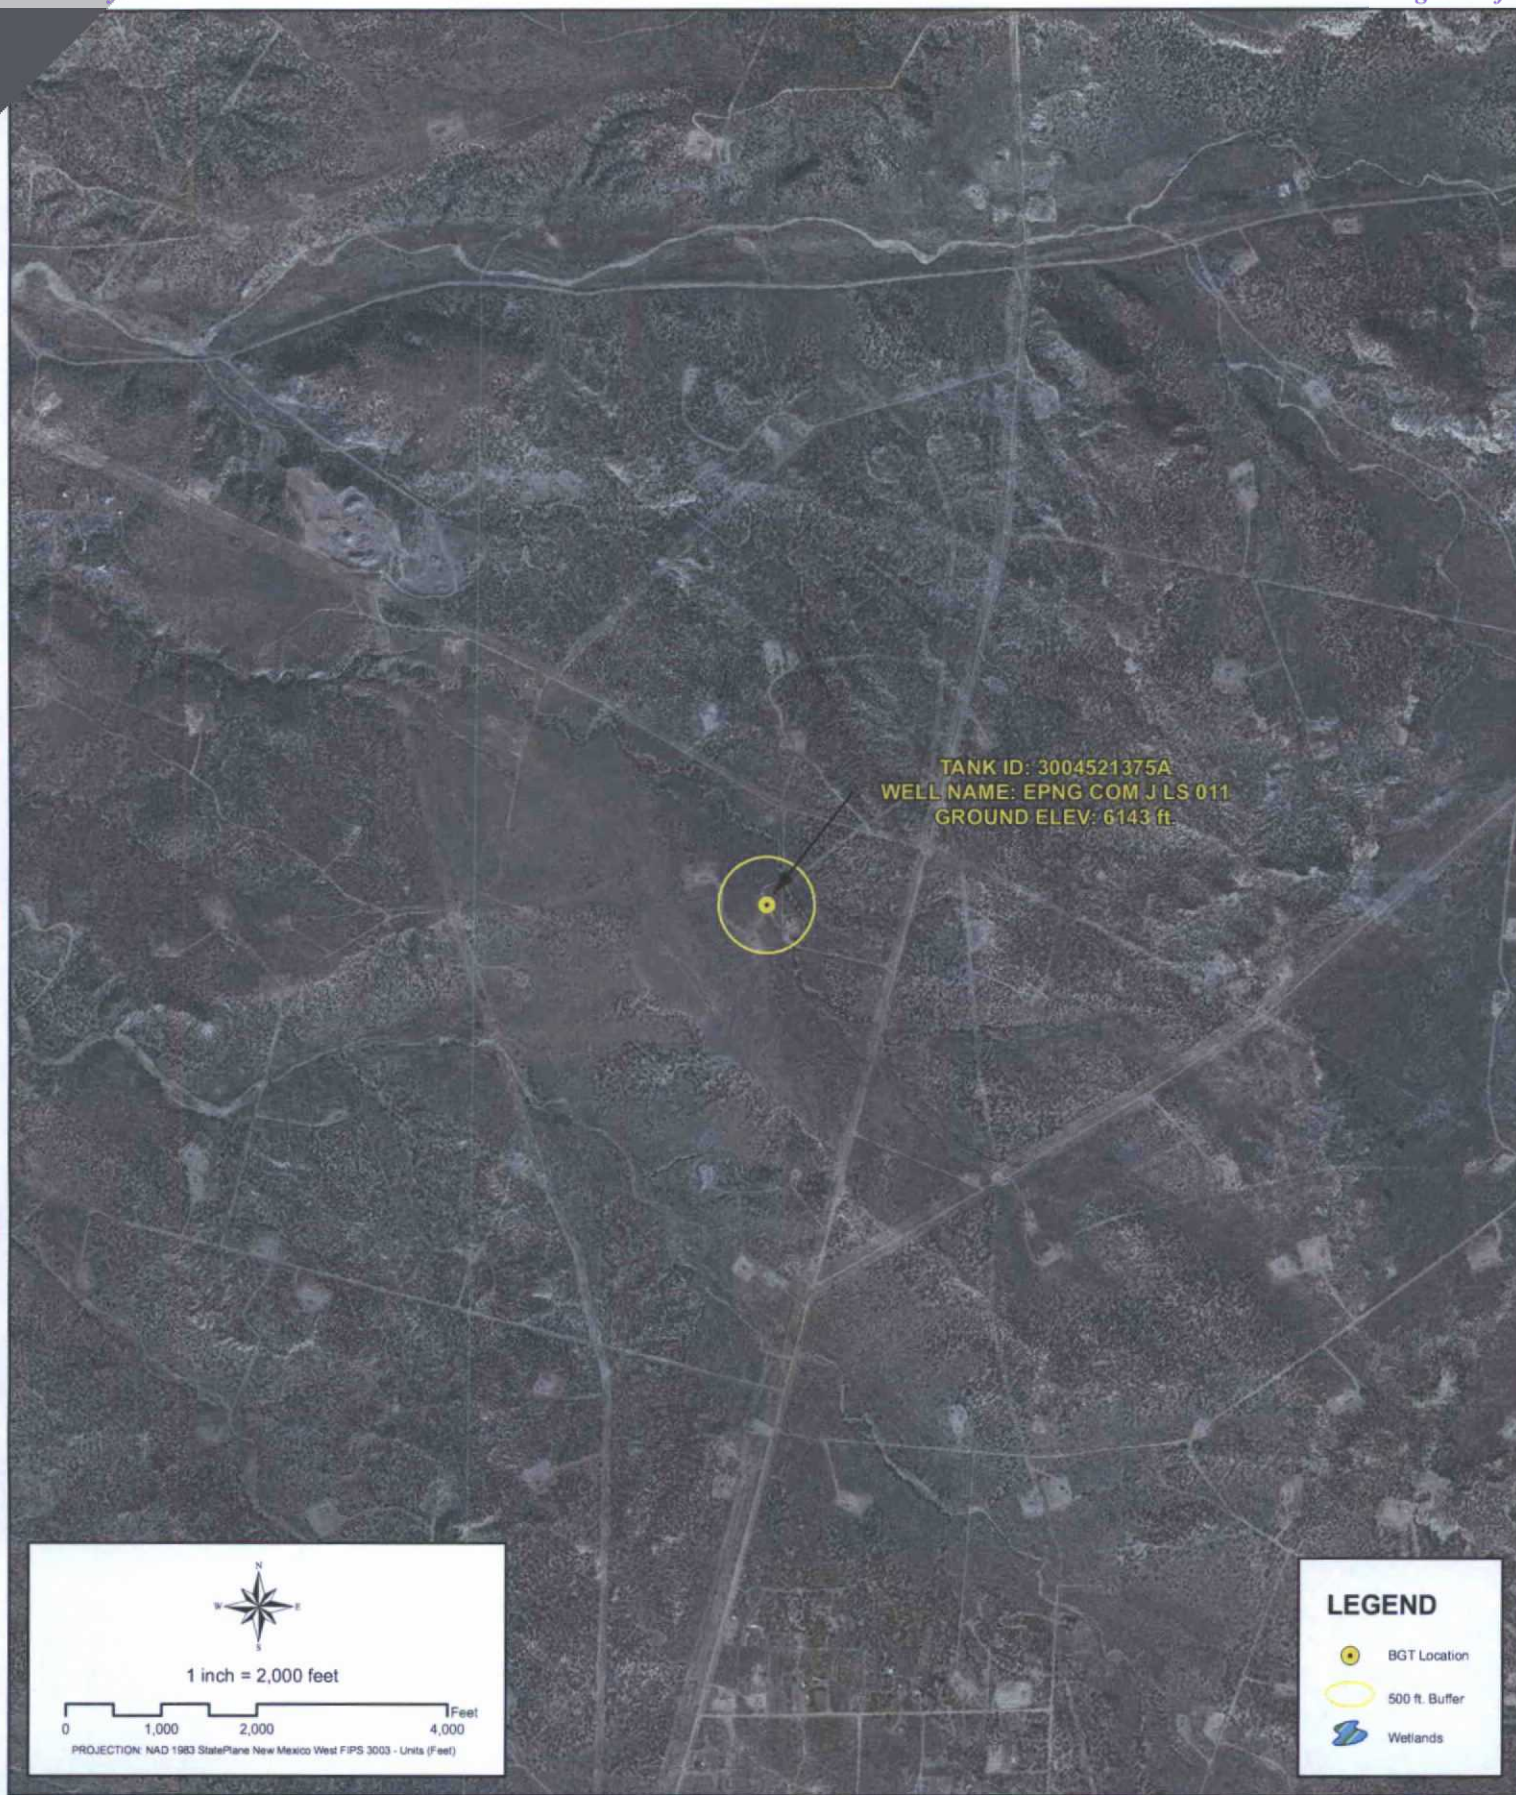 TANK ID: 3004521375A
WELL NAME: EPNG COM J LS 011
GROUND ELEV: 6143 ft.
N
W E
S
1 inch = 2,000 feet
Feet
0 1,000 2,000 4,000
PROJECTION: NAD 1983 StatePlane New Mexico West FIPS 3003 - Units (Feet)
LEGEND
BGT Location
500 ft. Buffer
Wetlands